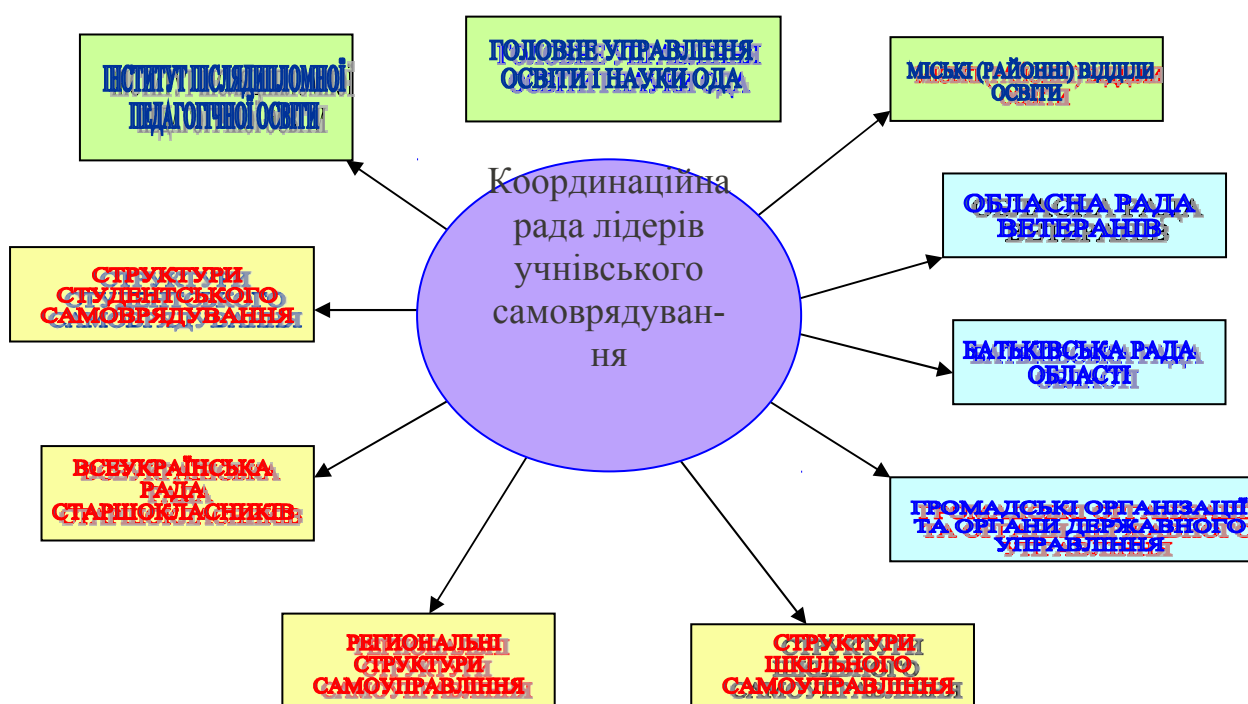 ІНСТИТУТ ПІСЛЯДИПЛОМНОЇ
ПЕДАГОГІЧНОЇ ОСВІТИ
ГОЛОВНЕ УПРАВЛІННЯ
ОСВІТИ І НАУКИ ОДА
МІСЬКІ (РАЙОННІ) ВІДДІЛИ
ОСВІТИ
Координаційна
рада лідерів
учнівського
самоврядуван-
ня
ОБЛАСНА РАДА
ВЕТЕРАНІВ
СТРУКТУРИ
СТУДЕНТСЬКОГО
САМОВРЯДУВАННЯ
БАТЬКІВСЬКА РАДА
ОБЛАСТІ
ВСЕУКРАЇНСЬКА
РАДА
СТАРШОКЛАСНИКІВ
ГРОМАДСЬКІ ОРГАНІЗАЦІЇ
ТА ОРГАНИ ДЕРЖАВНОГО
УПРАВЛІННЯ
РЕГИОНАЛЬНІ
СТРУКТУРИ
САМОУПРАВЛІННЯ
СТРУКТУРИ
ШКІЛЬНОГО
САМОУПРАВЛІННЯ